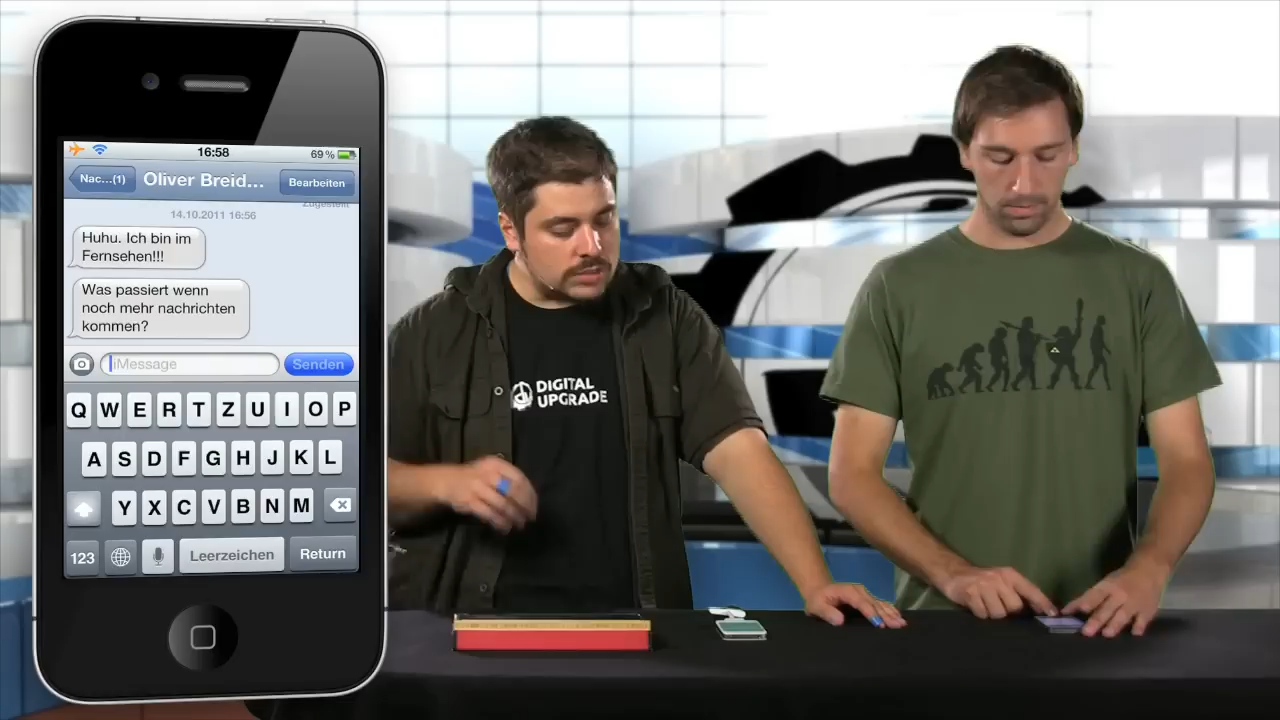 16:58
69 %
Nac...(1)
Oliver Breid...
Bearbeiten
Zugestellt
14.10.2011 16:56
Huhu. Ich bin im
Fernsehen!!!
Was passiert wenn
noch mehr nachrichten
kommen?
iMessage
Senden
Q W E R T Z U I O P
A S D F G H J K L
Y X C V B N M
123
Leerzeichen
Return
DIGITAL
UPGRADE